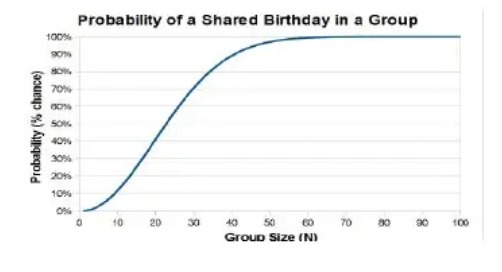 Probability of a Shared Birthday in a Group
Probability (% chance)
100%
90%
80%
70%
60%
50%
40%
30%
20%
10%
0%
0 10 20 30 40 50 60 70 80 90 100
Group Size (N)